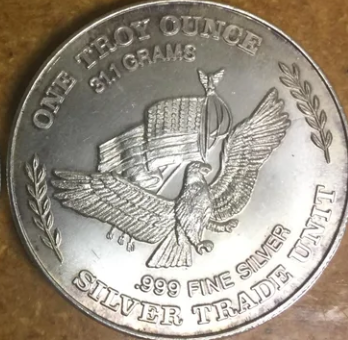 ONE TROY OUNCE
31.1 GRAMS
.999 FINE SILVER
SILVER TRADE UNIT